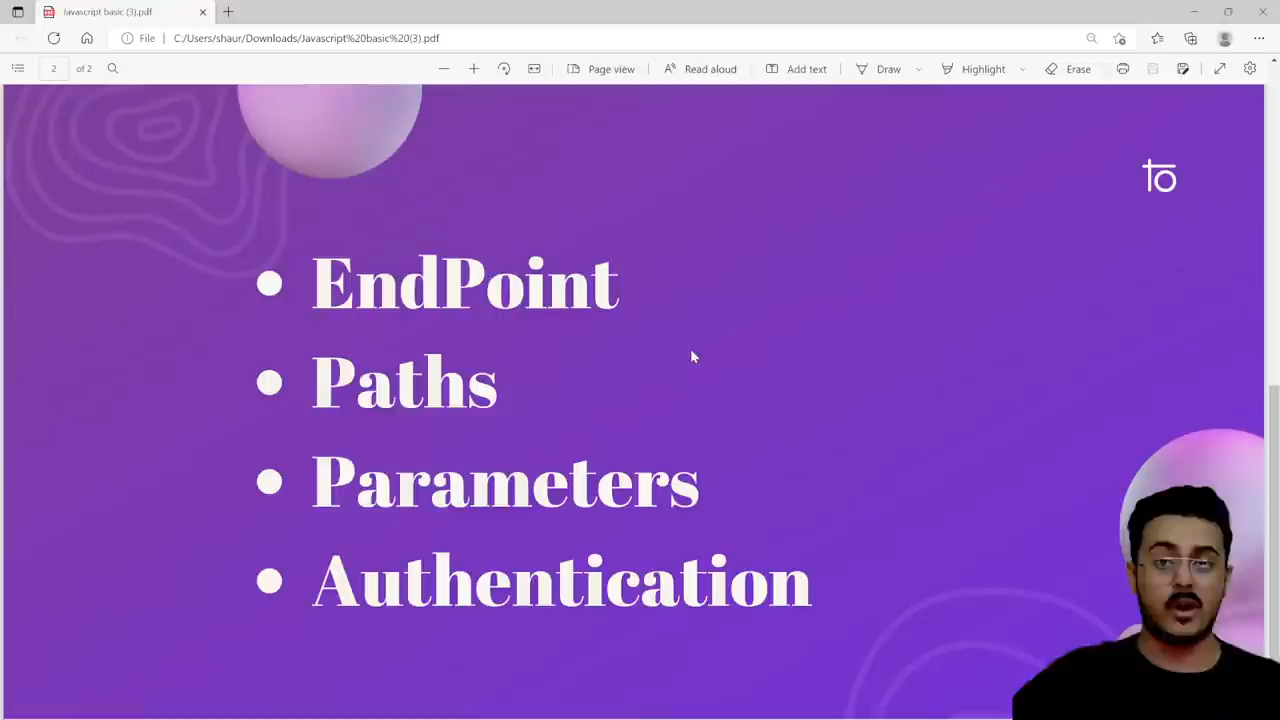 Javascript basic (3).pdf
File
C:/Users/shaur/Downloads/Javascript%20basic%20(3).pdf
2
of 2
Page view
Read aloud
Add text
Draw
Highlight
Erase
to
• EndPoint
• Paths
• Parameters
• Authentication